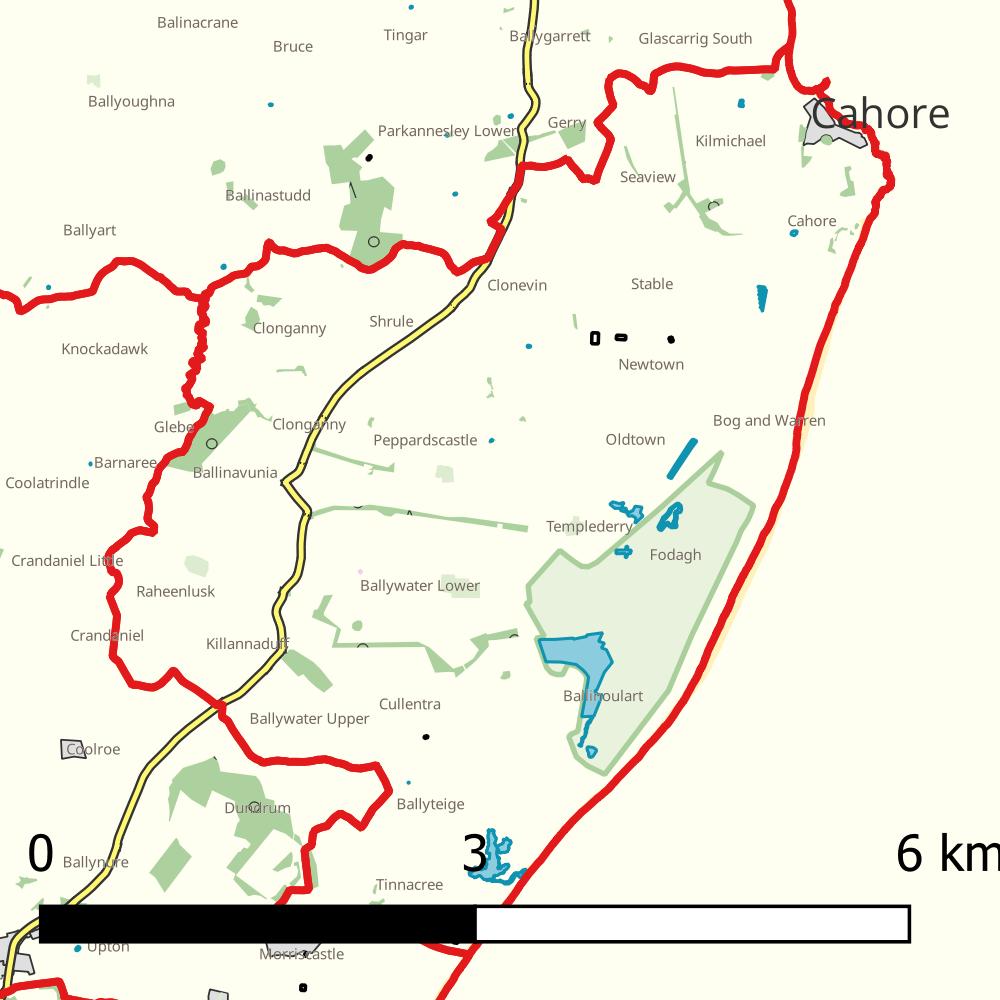 Balinacrane
Bruce
Tingar
Ballygarrett
Glascarrig South
Ballyoughna
Parkannesley Lower
Gerry
Kilmichael
Cahore
Ballinastudd
Seaview
Ballyart
Cahore
Clonevin
Stable
Clonganny
Shrule
Knockadawk
Newtown
Glebe
Clonganny
Peppardscastle
Oldtown
Bog and Warren
Barnaree
Ballinavunia
Coolatrindle
Templederry
Fodagh
Crandaniel Little
Raheenlusk
Ballywater Lower
Crandaniel
Killannaduff
Ballinoulart
Cullentra
Ballywater Upper
Coolroe
Dundrum
Ballyteige
Ballynure
Tinnacree
0 3 6 km
Upton
Morriscastle